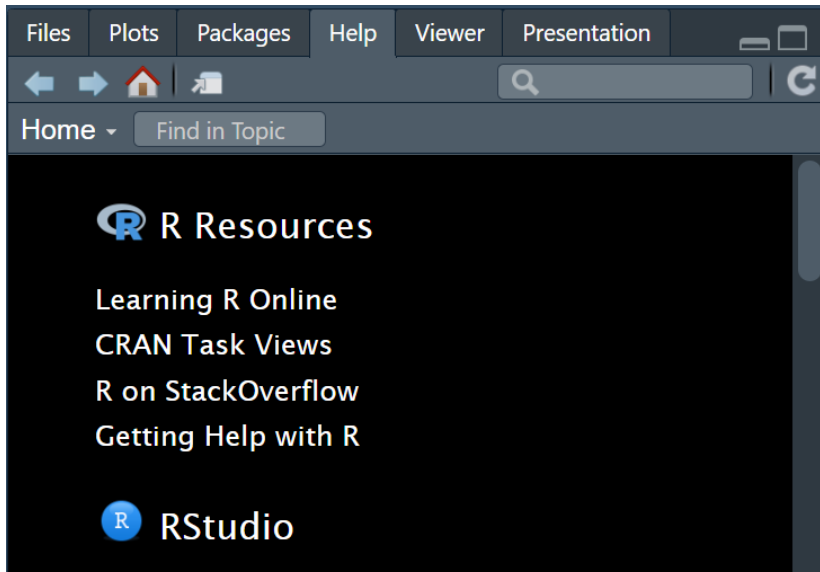 Files Plots Packages Help Viewer Presentation
Home Find in Topic
R R Resources
Learning R Online
CRAN Task Views
R on StackOverflow
Getting Help with R
R RStudio